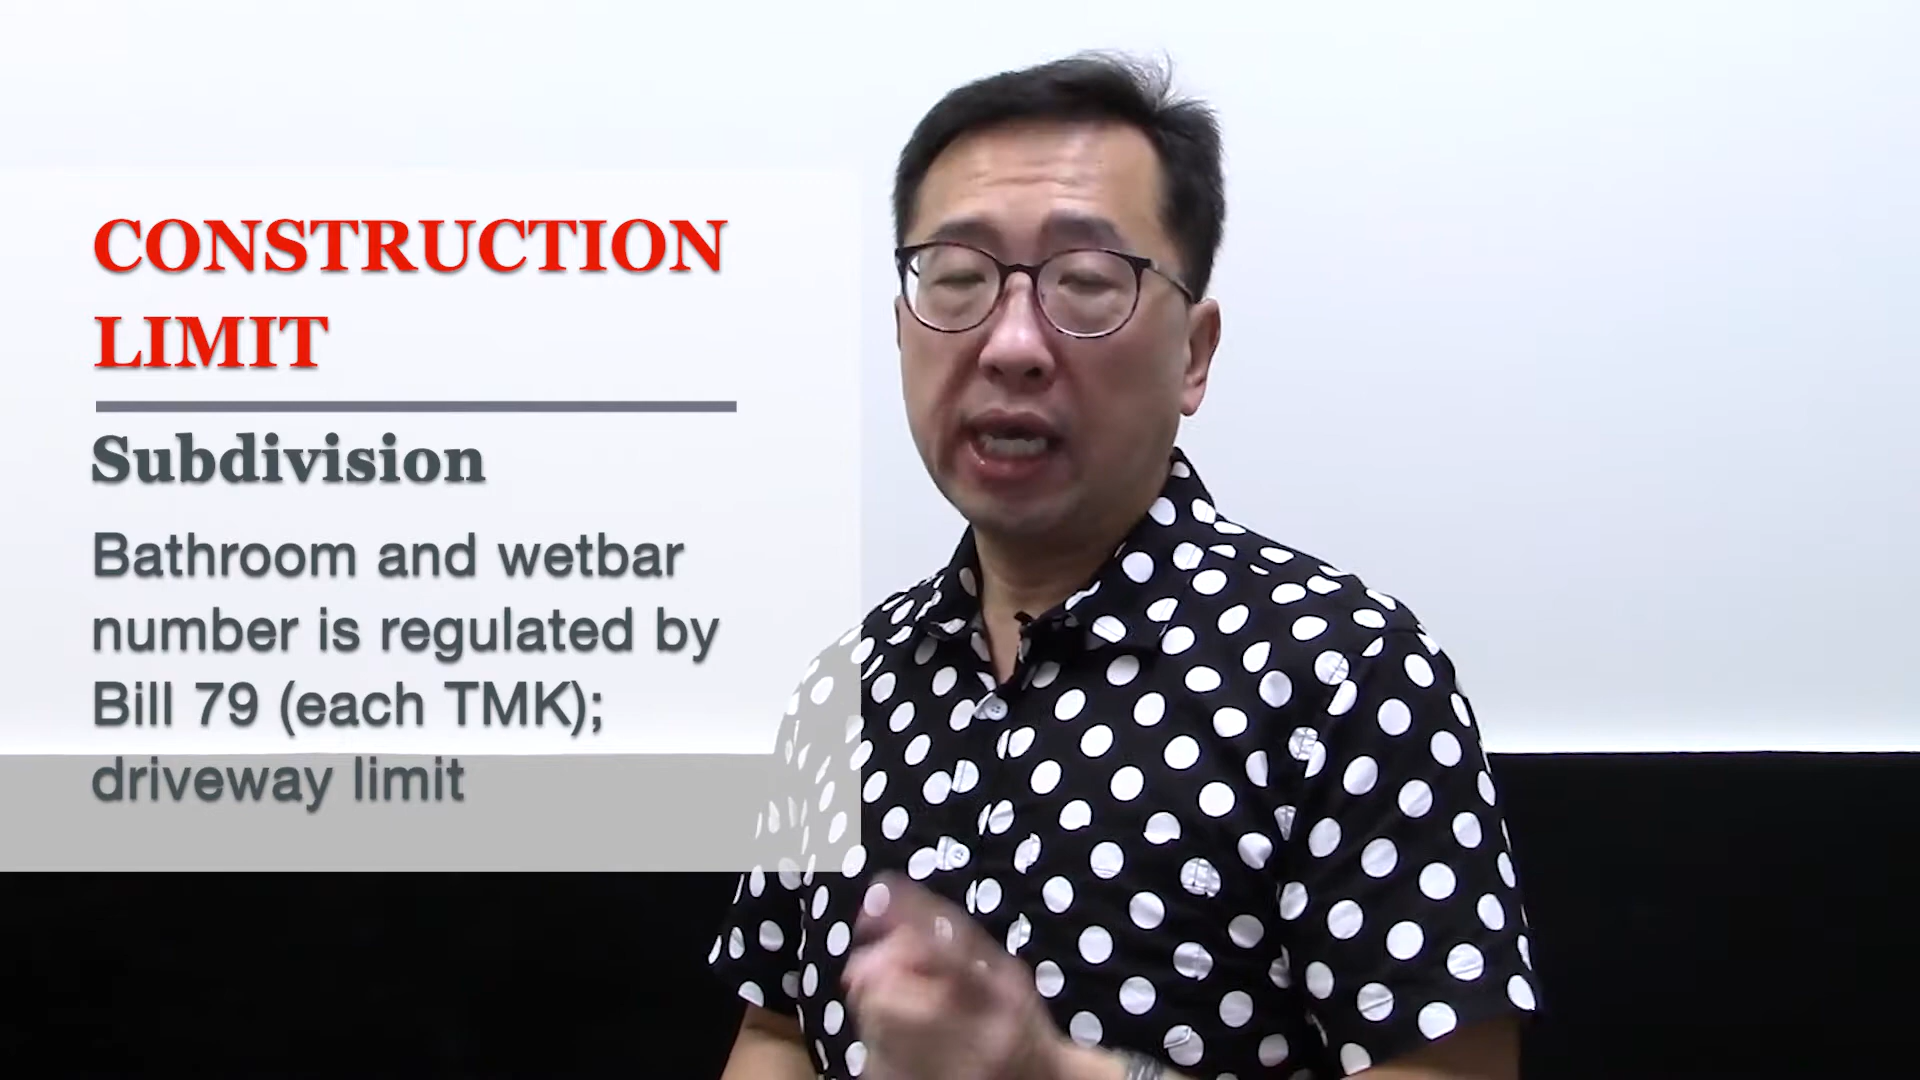 CONSTRUCTION
LIMIT
Subdivision
Bathroom and wetbar
number is regulated by
Bill 79 (each TMK);
driveway limit